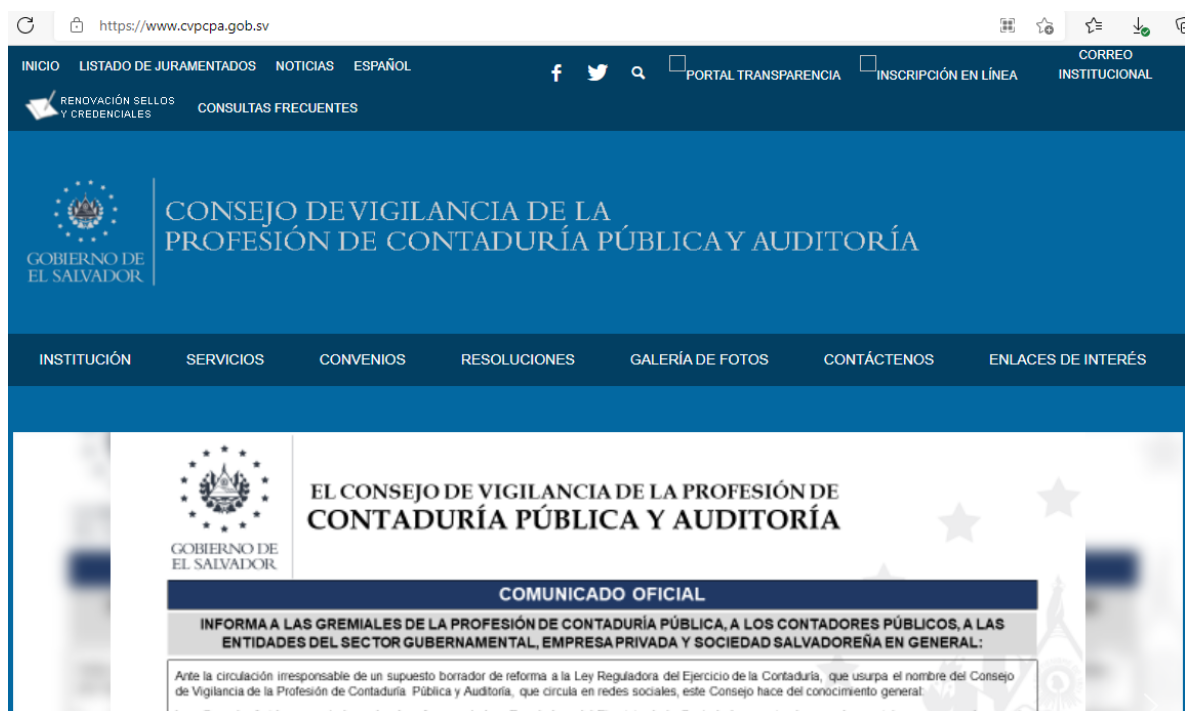 https://www.cvpcpa.gob.sv
INICIO LISTADO DE JURAMENTADOS NOTICIAS ESPAÑOL
PORTAL TRANSPARENCIA
INSCRIPCIÓN EN LÍNEA
CORREO
INSTITUCIONAL
RENOVACIÓN SELLOS
Y CREDENCIALES
CONSULTAS FRECUENTES
GOBIERNO DE
EL SALVADOR
CONSEJO DE VIGILANCIA DE LA
PROFESIÓN DE CONTADURÍA PÚBLICA Y AUDITORÍA
INSTITUCIÓN SERVICIOS CONVENIOS RESOLUCIONES GALERÍA DE FOTOS CONTÁCTENOS ENLACES DE INTERÉS
GOBIERNO DE
EL SALVADOR
EL CONSEJO DE VIGILANCIA DE LA PROFESIÓN DE
CONTADURÍA PÚBLICA Y AUDITORÍA
COMUNICADO OFICIAL
INFORMA A LAS GREMIALES DE LA PROFESIÓN DE CONTADURÍA PÚBLICA, A LOS CONTADORES PÚBLICOS, A LAS
ENTIDADES DEL SECTOR GUBERNAMENTAL, EMPRESA PRIVADA Y SOCIEDAD SALVADOREÑA EN GENERAL:
Ante la circulación irresponsable de un supuesto borrador de reforma a la Ley Reguladora del Ejercicio de la Contaduría, que usurpa el nombre del Consejo
de Vigilancia de la Profesión de Contaduría Pública y Auditoría, que circula en redes sociales, este Consejo hace del conocimiento general: